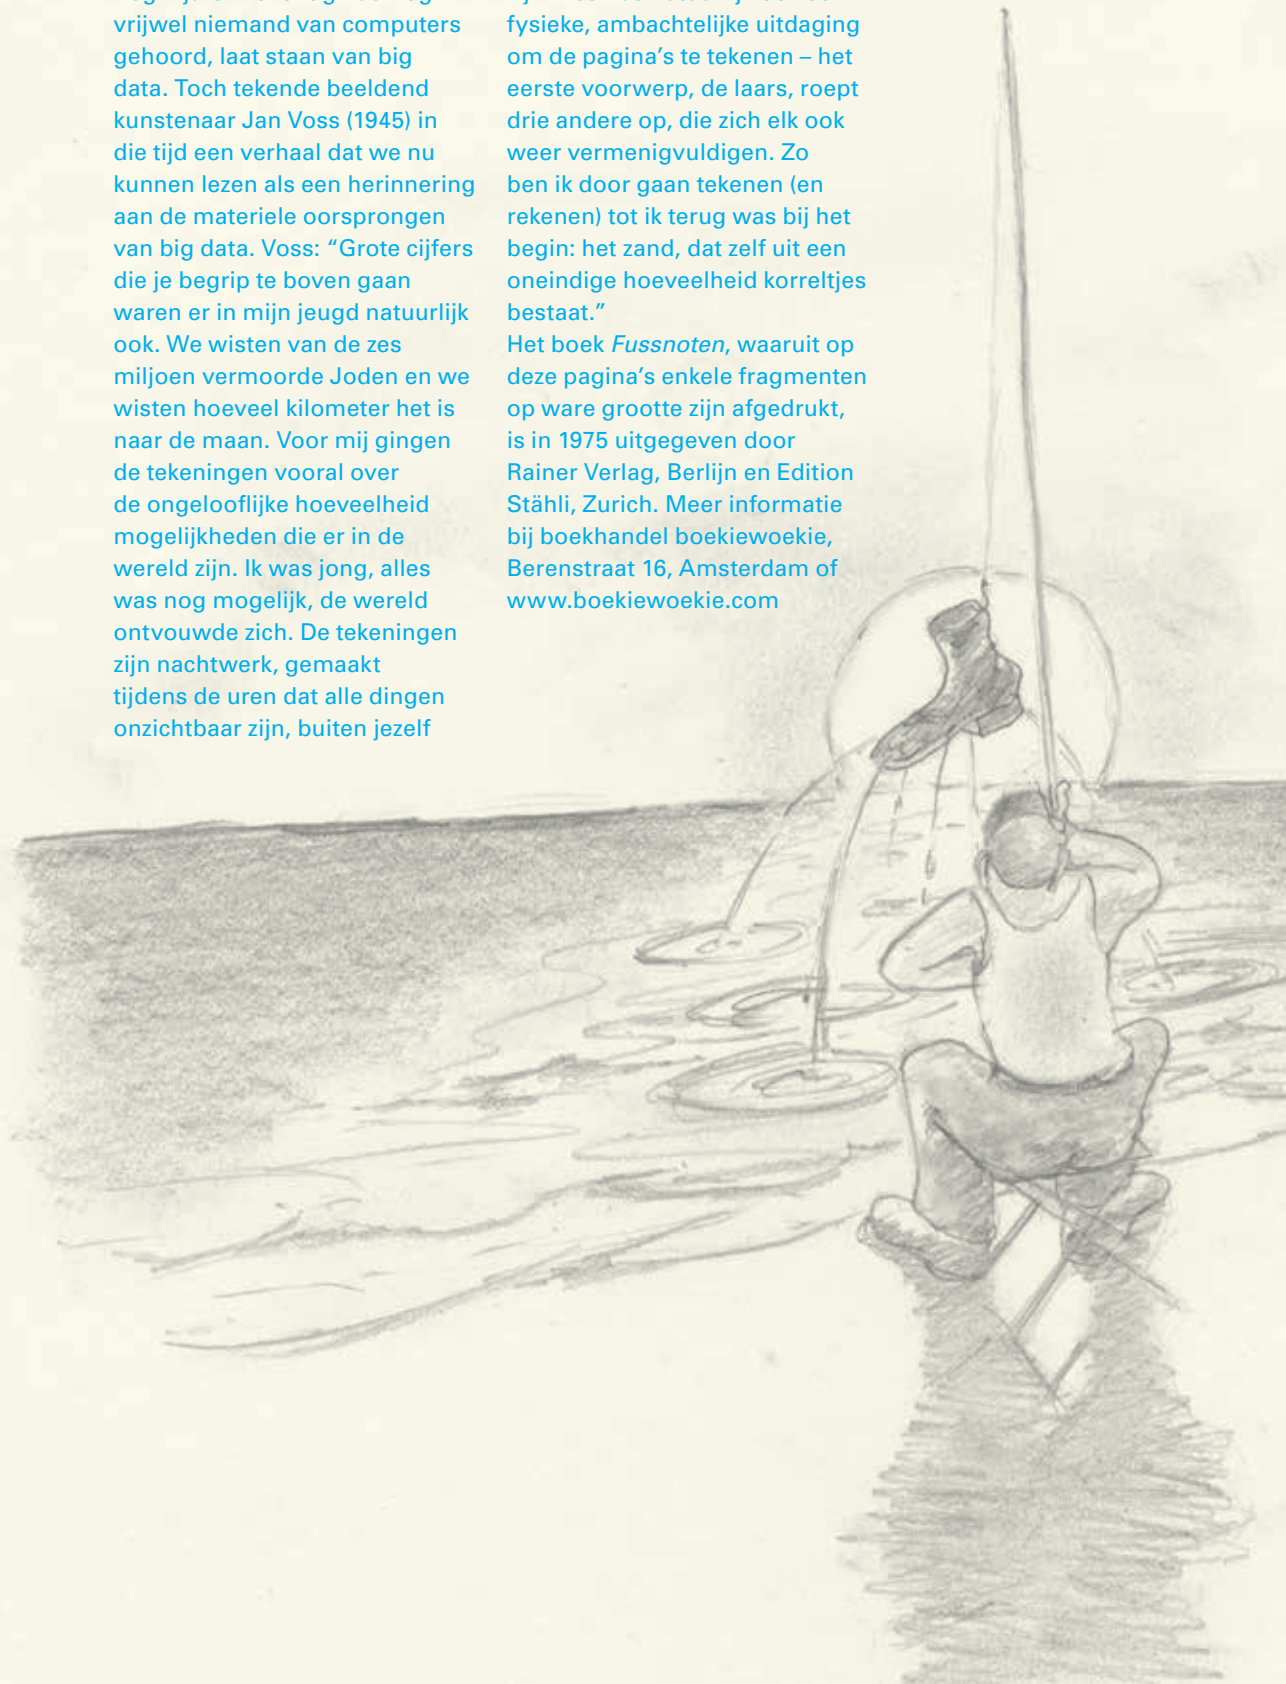 vrijwel niemand van computers
gehoord, laat staan van big
data. Toch tekende beeldend
kunstenaar Jan Voss (1945) in
die tijd een verhaal dat we nu
kunnen lezen als een herinnering
aan de materiele oorsprongen
van big data. Voss: “Grote cijfers
die je begrip te boven gaan
waren er in mijn jeugd natuurlijk
ook. We wisten van de zes
miljoen vermoorde Joden en we
wisten hoeveel kilometer het is
naar de maan. Voor mij gingen
de tekeningen vooral over
de ongelooflijke hoeveelheid
mogelijkheden die er in de
wereld zijn. Ik was jong, alles
was nog mogelijk, de wereld
ontvouwde zich. De tekeningen
zijn nachtwerk, gemaakt
tijdens de uren dat alle dingen
onzichtbaar zijn, buiten jezelf
fysieke, ambachtelijke uitdaging
om de pagina’s te tekenen – het
eerste voorwerp, de laars, roept
drie andere op, die zich elk ook
weer vermenigvuldigen. Zo
ben ik door gaan tekenen (en
rekenen) tot ik terug was bij het
begin: het zand, dat zelf uit een
oneindige hoeveelheid korreltjes
bestaat.”
Het boek Fussnoten, waaruit op
deze pagina’s enkele fragmenten
op ware grootte zijn afgedrukt,
is in 1975 uitgegeven door
Rainer Verlag, Berlijn en Edition
Stähli, Zurich. Meer informatie
bij boekhandel boekiewoekie,
Berenstraat 16, Amsterdam of
www.boekiewoekie.com